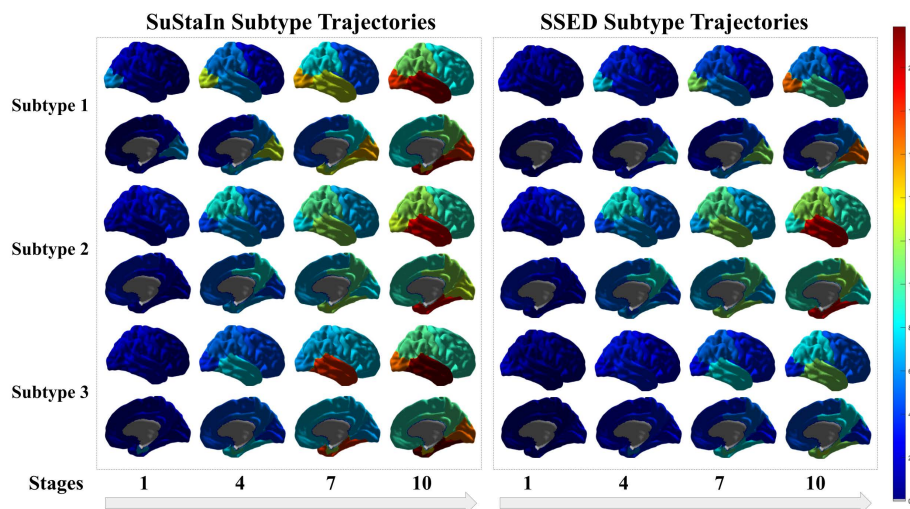 SuStaIn Subtype Trajectories
SSED Subtype Trajectories
Subtype 1
Subtype 2
Subtype 3
Stages 1 4 7 10 1 4 7 10